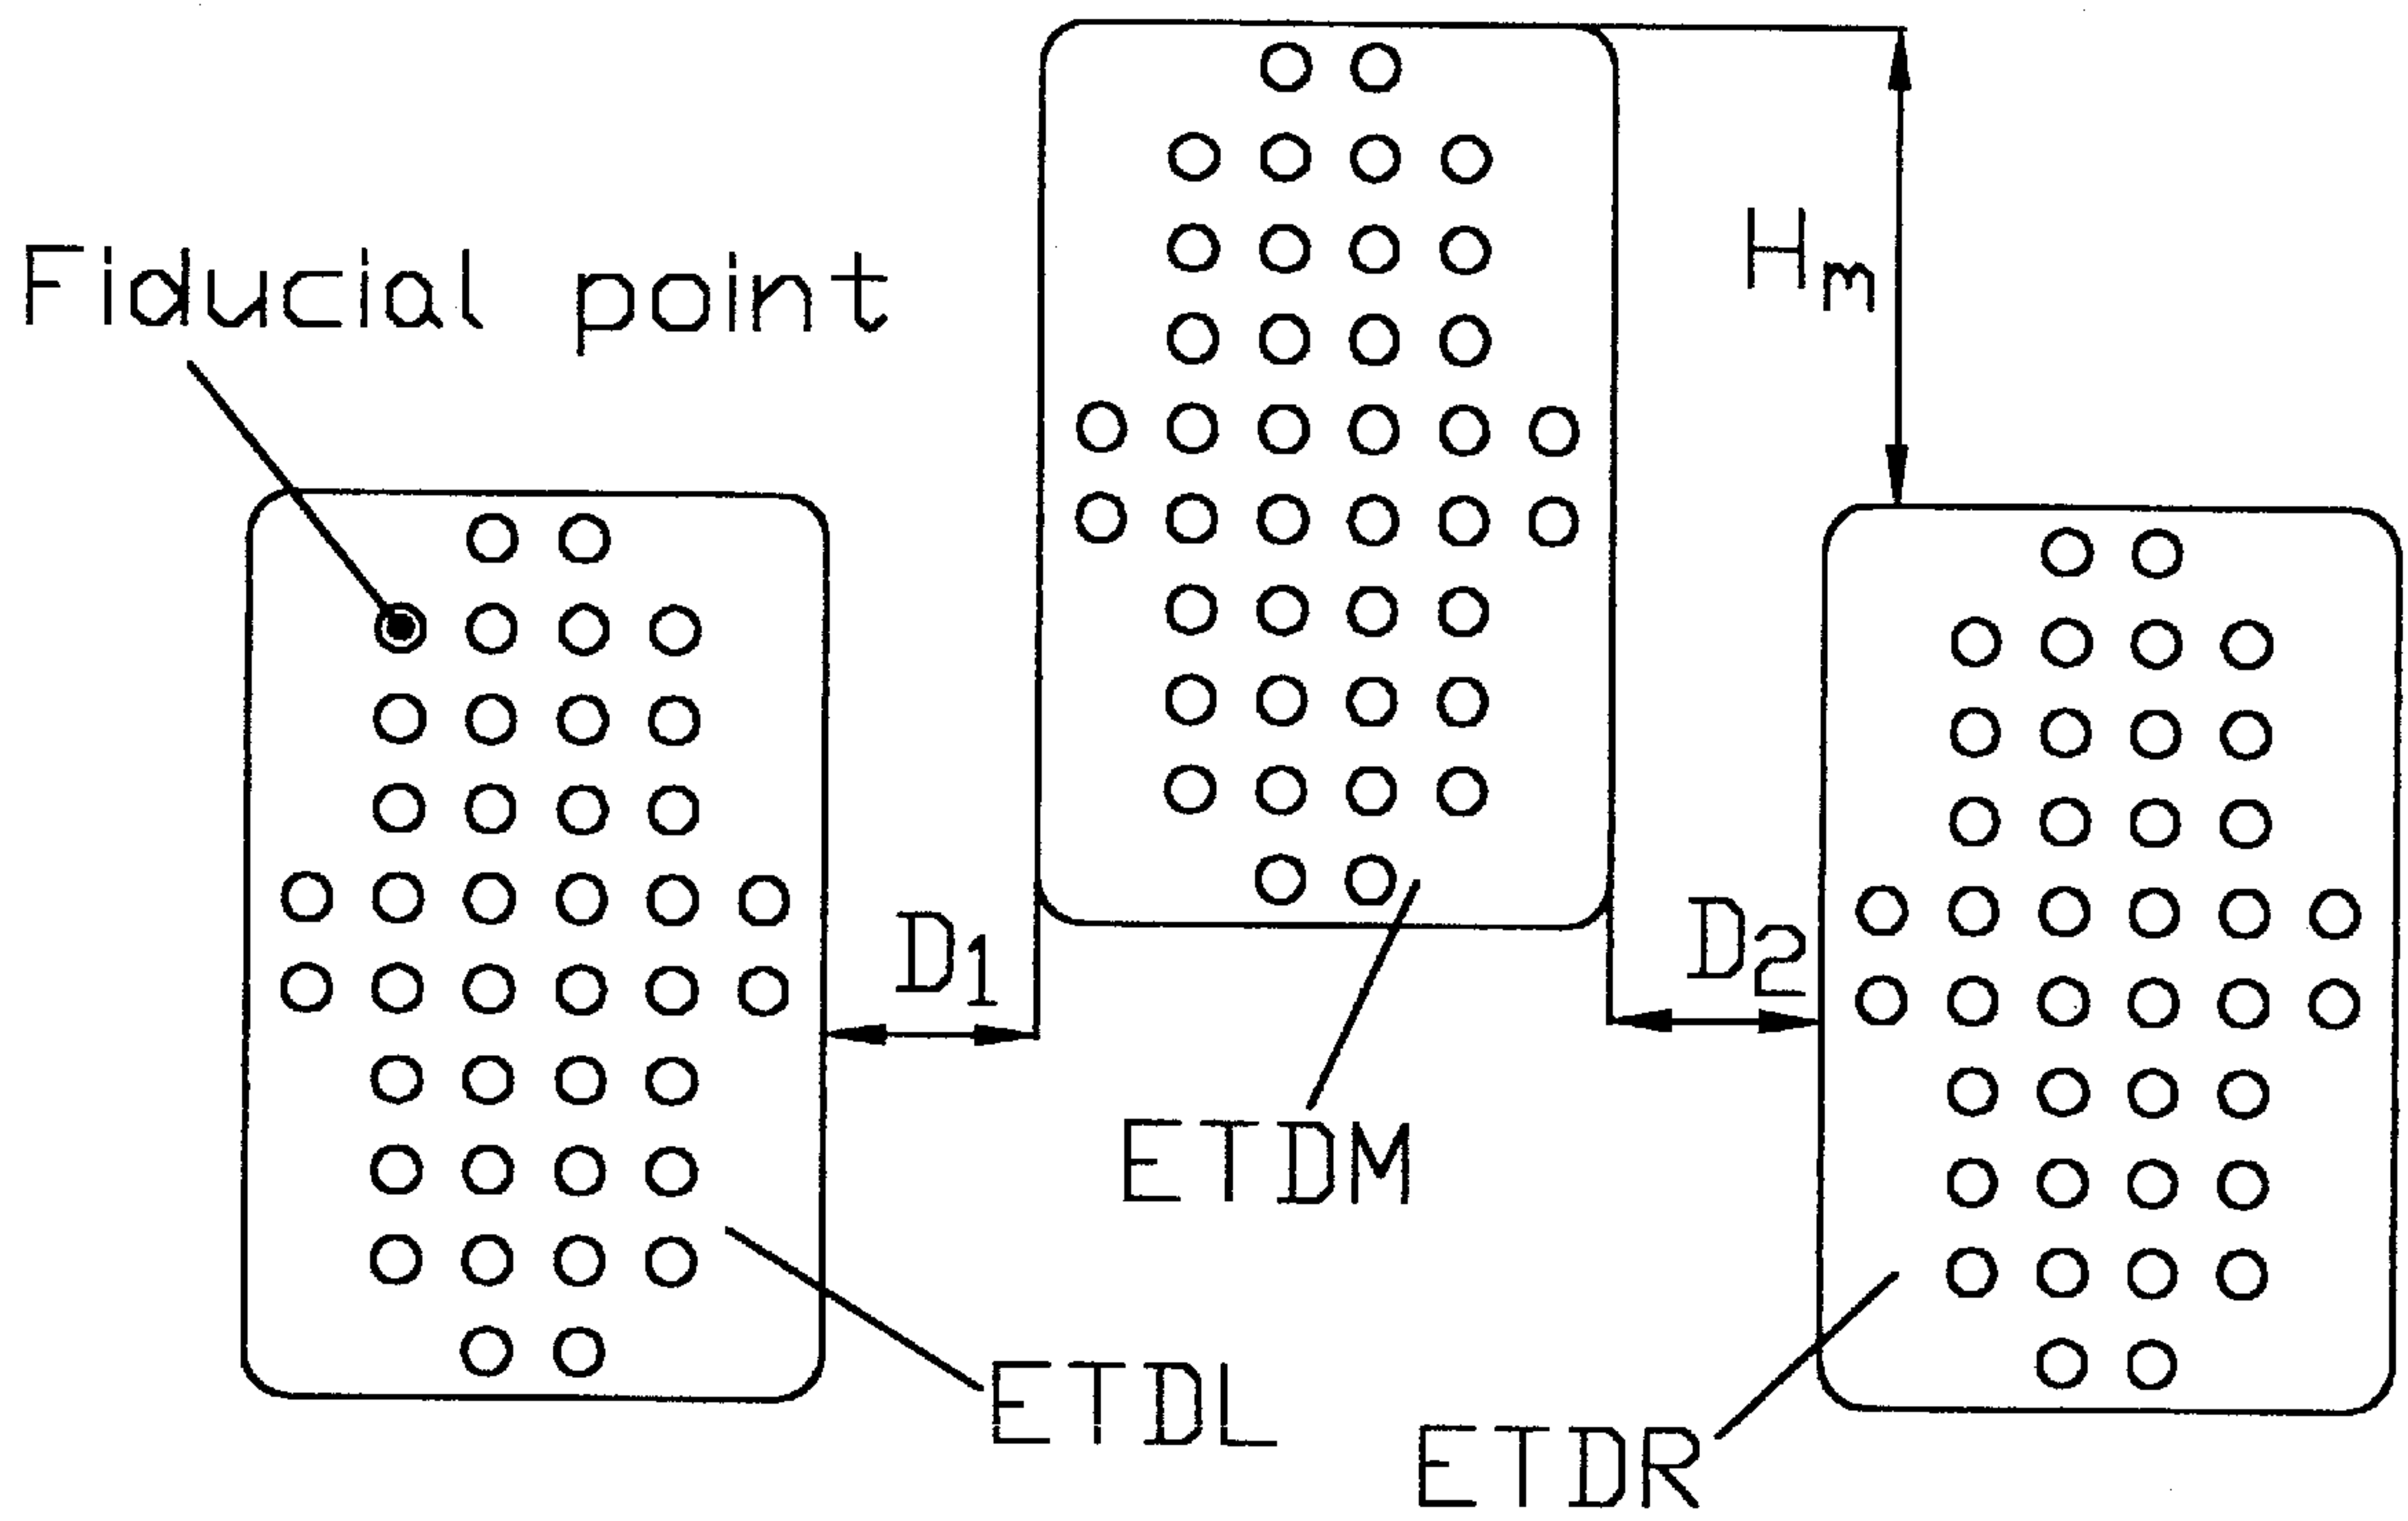 Fiducial point
Hm
D1
D2
ETDM
ETDL
ETDR